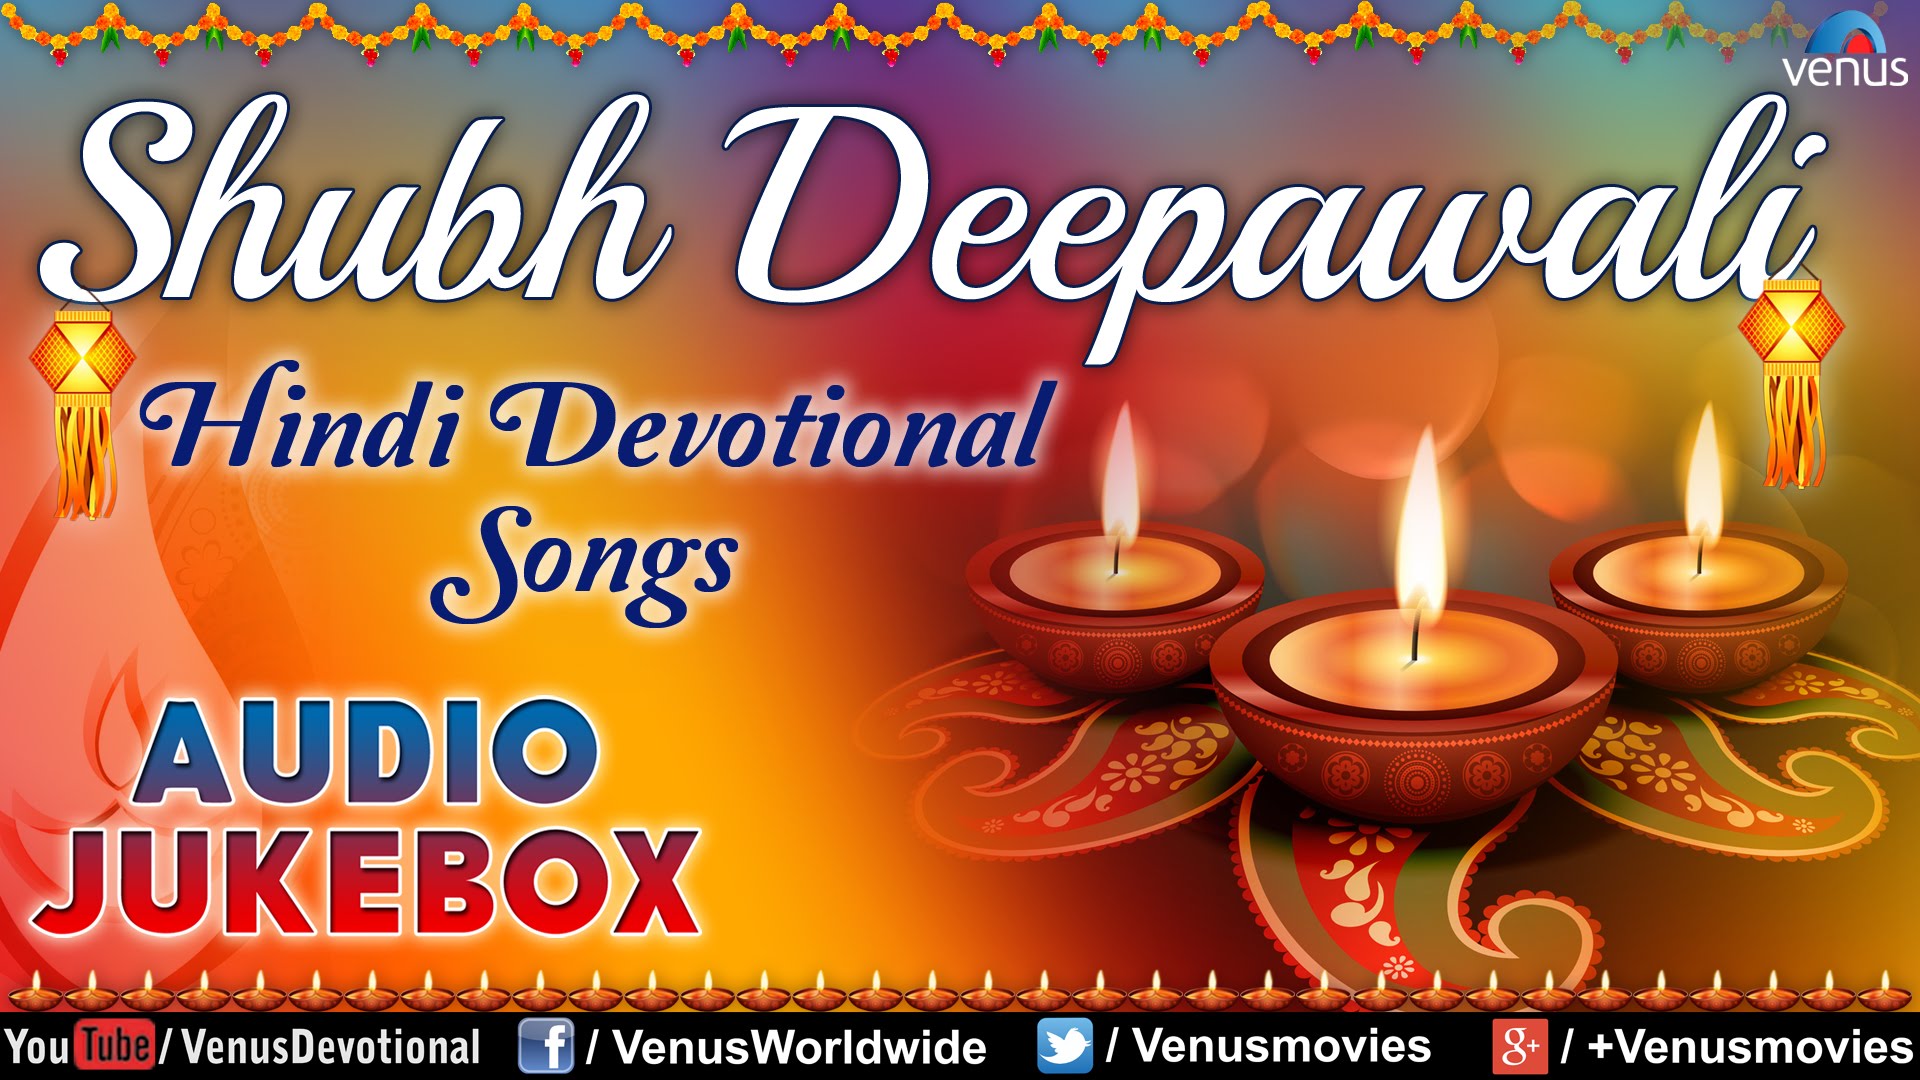 venus
Shubh Deepawali
Hindi Devotional
Songs
AUDIO
JUKEBOX
YouTube / VenusDevotional f / VenusWorldwide / Venusmovies g+ / +Venusmovies